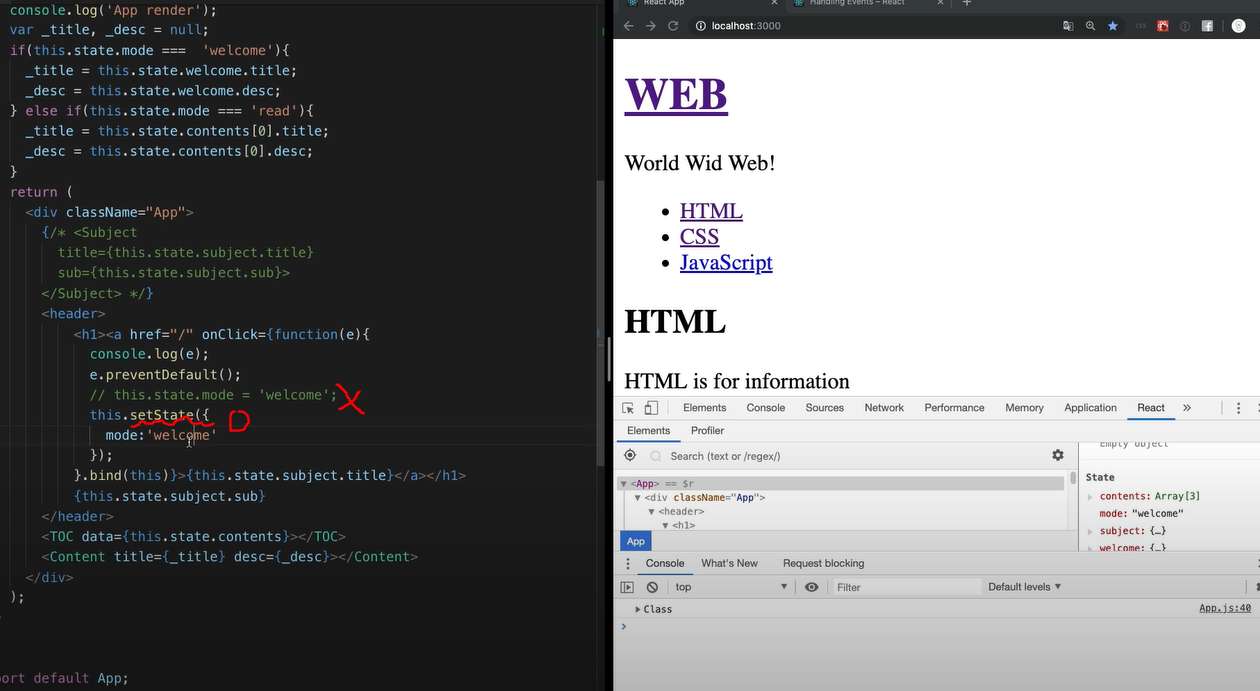 console.log('App render');
var _title, _desc = null;
if(this.state.mode === 'welcome'){
_title = this.state.welcome.title;
_desc = this.state.welcome.desc;
} else if(this.state.mode === 'read'){
_title = this.state.contents[0].title;
_desc = this.state.contents[0].desc;
}
return (
<div className="App">
{/* <Subject
title={this.state.subject.title}
sub={this.state.subject.sub}>
</Subject> */}
<header>
<h1><a href="/" onClick={function(e){
console.log(e);
e.preventDefault();
// this.state.mode = 'welcome';
this.setState({
mode:'welcome'
});
}.bind(this)}>{this.state.subject.title}</a></h1>
{this.state.subject.sub}
</header>
<TOC data={this.state.contents}></TOC>
<Content title={_title} desc={_desc}></Content>
</div>
);
ort default App;
React App
Handling Events – React
localhost:3000
WEB
World Wid Web!
HTML
CSS
JavaScript
HTML
HTML is for information
Elements Console Sources Network Performance Memory Application React »
Elements Profiler
Search (text or /regex/)
<App> == $r
<div className="App">
<header>
<h1>
App
Empty object
State
contents: Array[3]
mode: "welcome"
subject: {…}
welcome: {…}
Console What's New Request blocking
top Filter Default levels
Class App.js:40